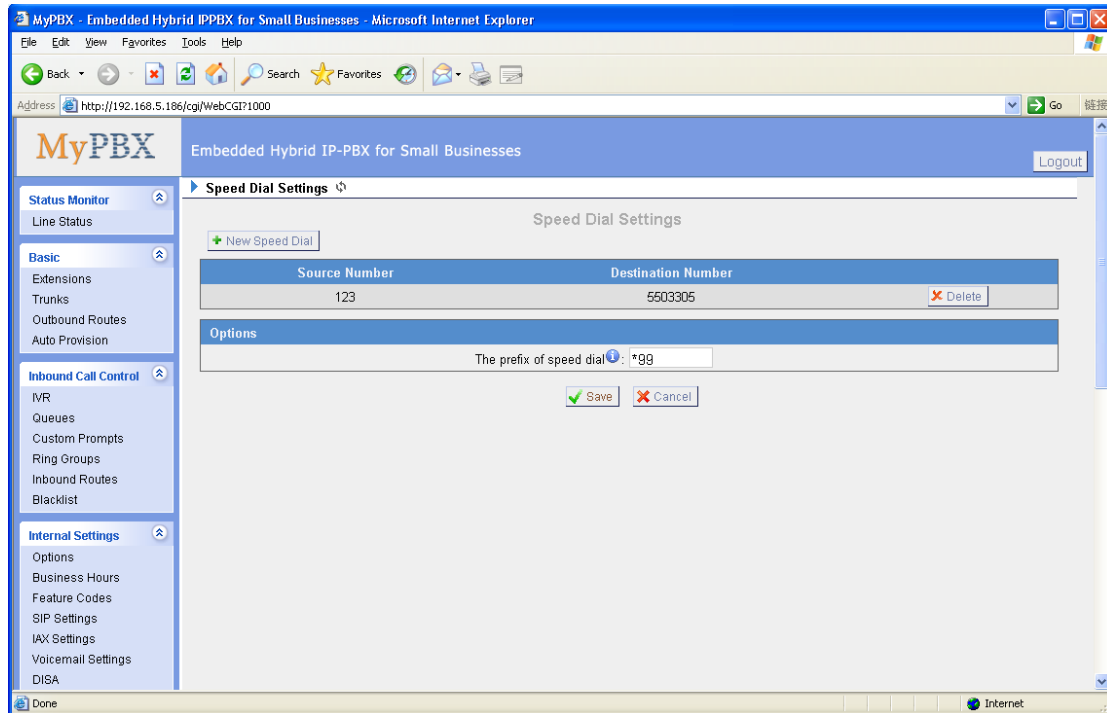 MyPBX - Embedded Hybrid IPPBX for Small Businesses - Microsoft Internet Explorer
File Edit View Favorites Tools Help
Back Search Favorites
Address http://192.168.5.186/cgi/WebCGI?1000 Go 链接
MyPBX
Embedded Hybrid IP-PBX for Small Businesses
Logout
Status Monitor
Line Status
Basic
Extensions
Trunks
Outbound Routes
Auto Provision
Inbound Call Control
IVR
Queues
Custom Prompts
Ring Groups
Inbound Routes
Blacklist
Internal Settings
Options
Business Hours
Feature Codes
SIP Settings
IAX Settings
Voicemail Settings
DISA
Speed Dial Settings
Speed Dial Settings
New Speed Dial
Source Number Destination Number
123 5503305 Delete
Options
The prefix of speed dial : *99
Save Cancel
Done Internet